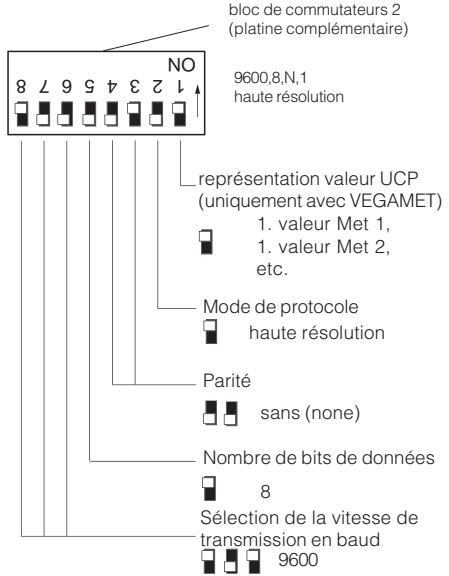 bloc de commutateurs 2
(platine complémentaire)
NO
8 7 6 5 4 3 2 1
9600,8,N,1
haute résolution
représentation valeur UCP
(uniquement avec VEGAMET)
1. valeur Met 1,
1. valeur Met 2,
etc.
Mode de protocole
haute résolution
Parité
sans (none)
Nombre de bits de données
8
Sélection de la vitesse de
transmission en baud
9600